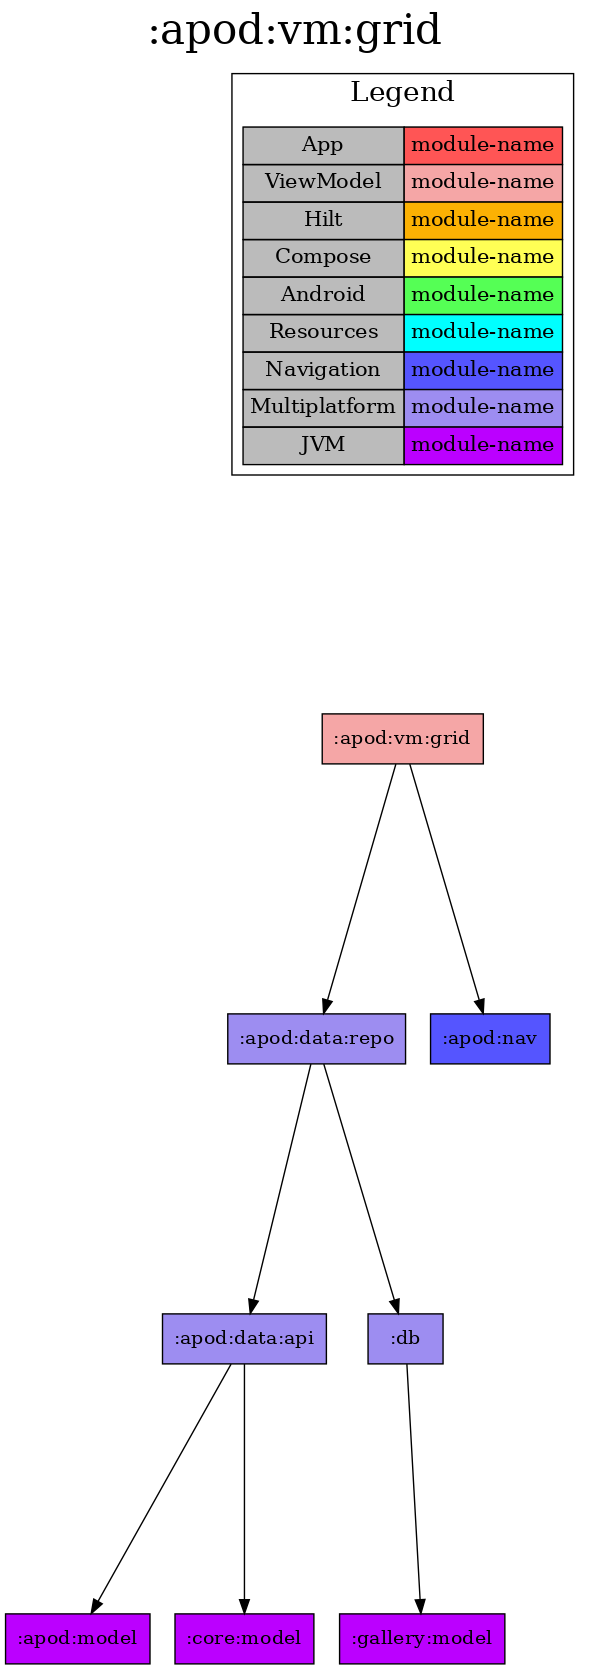 :apod:vm:grid
Legend
App module-name
ViewModel module-name
Hilt module-name
Compose module-name
Android module-name
Resources module-name
Navigation module-name
Multiplatform module-name
JVM module-name
:apod:vm:grid
:apod:data:repo :apod:nav
:apod:data:api :db
:apod:model :core:model :gallery:model